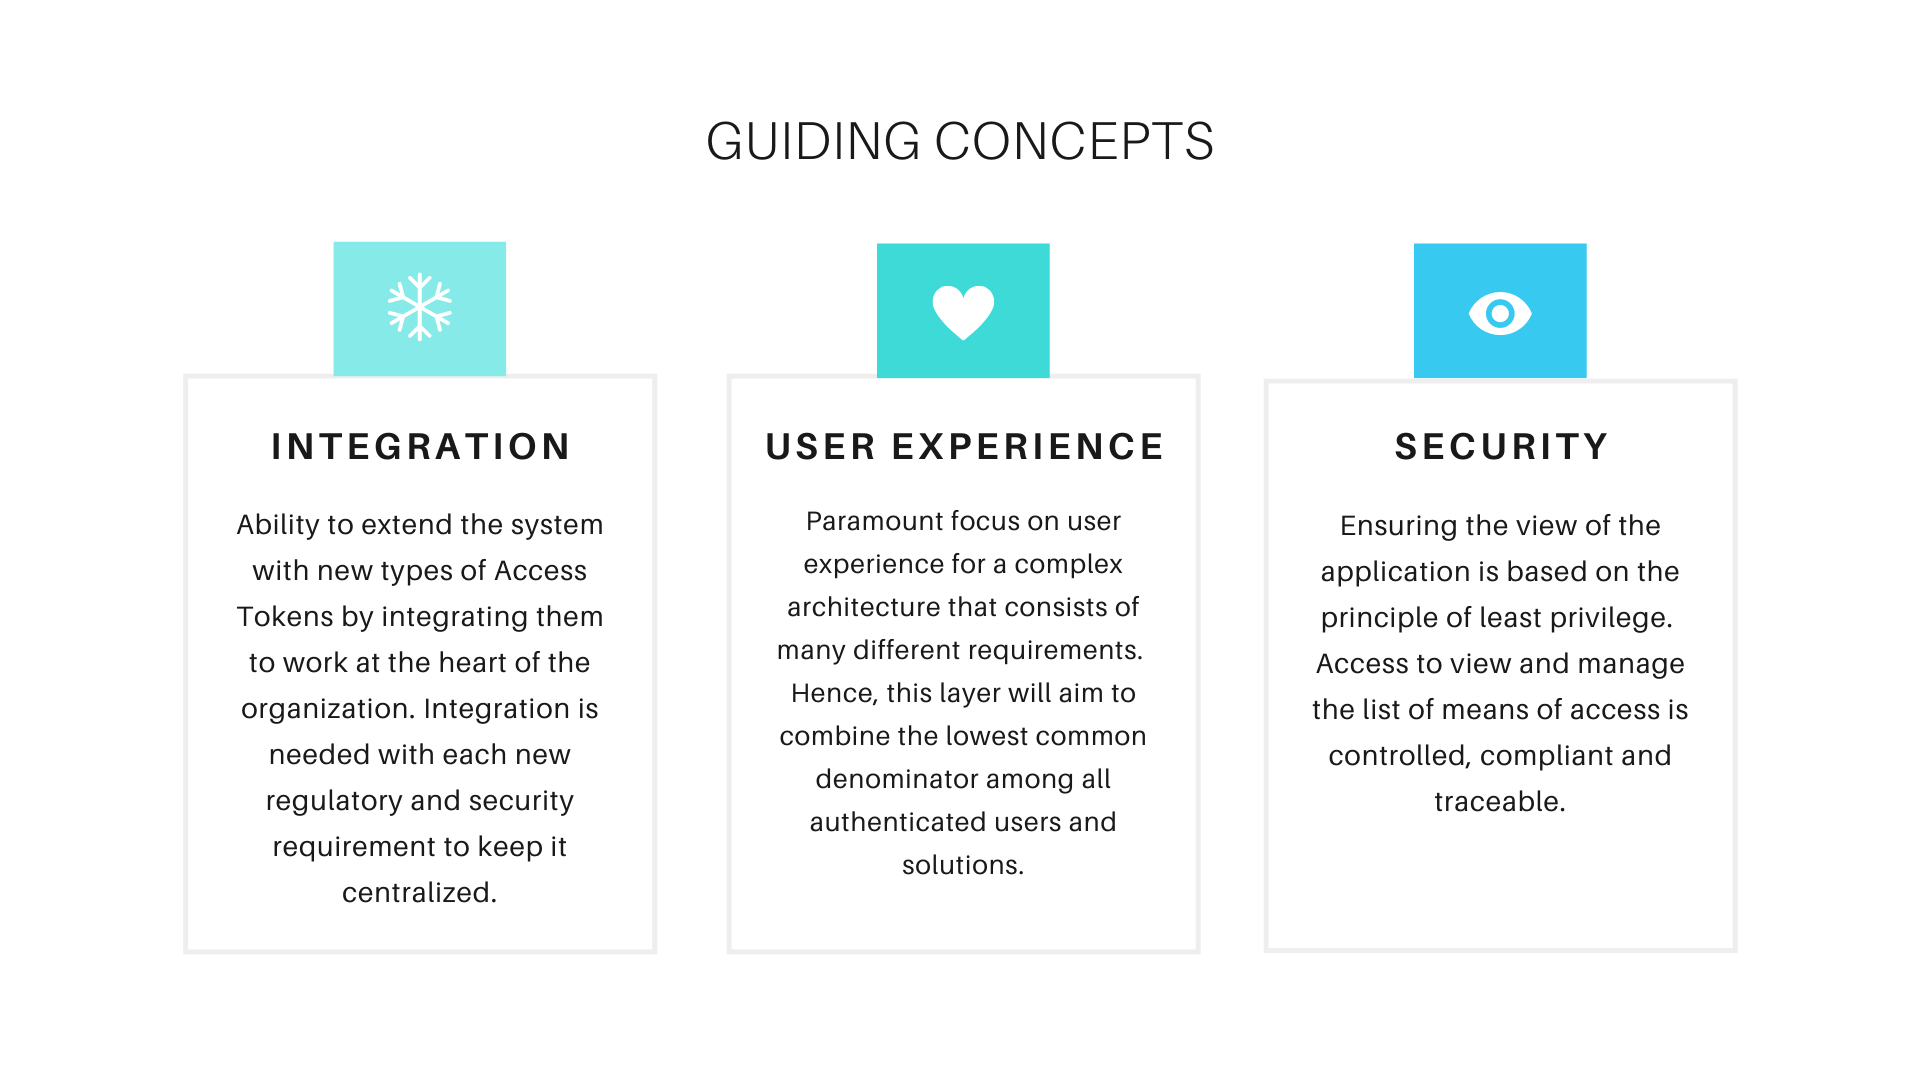 GUIDING CONCEPTS
INTEGRATION
Ability to extend the system
with new types of Access
Tokens by integrating them
to work at the heart of the
organization. Integration is
needed with each new
regulatory and security
requirement to keep it
centralized.
USER EXPERIENCE
Paramount focus on user
experience for a complex
architecture that consists of
many different requirements.
Hence, this layer will aim to
combine the lowest common
denominator among all
authenticated users and
solutions.
SECURITY
Ensuring the view of the
application is based on the
principle of least privilege.
Access to view and manage
the list of means of access is
controlled, compliant and
traceable.